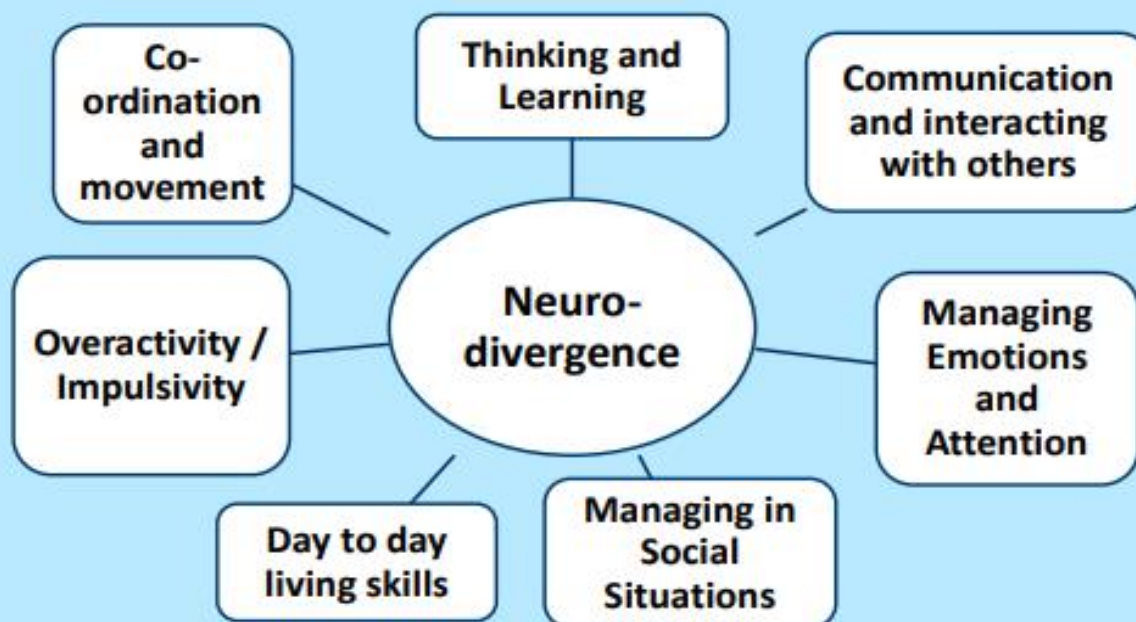 Co-
ordination
and
movement
Thinking and
Learning
Communication
and interacting
with others
Overactivity /
Impulsivity
Neuro-
divergence
Managing
Emotions
and
Attention
Day to day
living skills
Managing in
Social
Situations